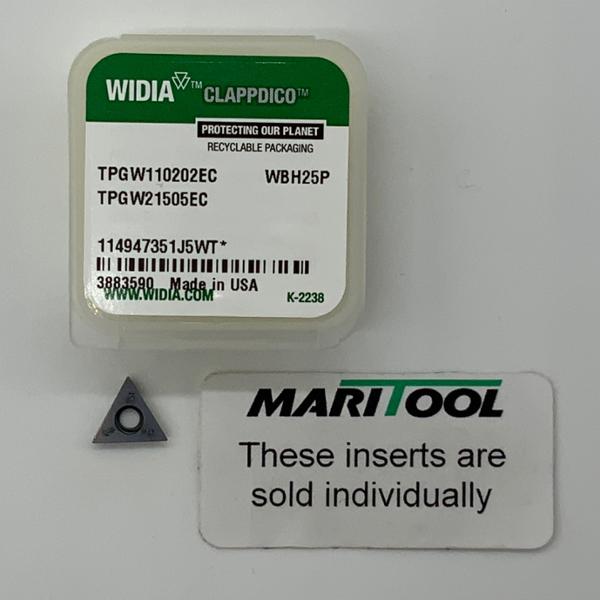 WIDIA™ CLAPPDICO™
PROTECTING OUR PLANET
RECYCLABLE PACKAGING
TPGW110202EC WBH25P
TPGW21505EC
114947351J5WT*
3883590 Made in USA
WWW.WIDIA.COM K-2238
MARITOOL
These inserts are
sold individually